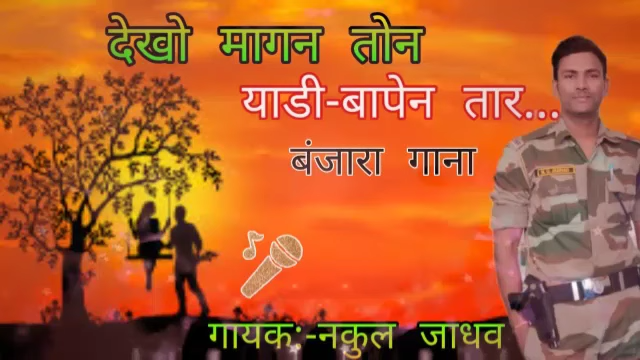 देखो मागन तोन
याडी-बापेन तार...
बंजारा गाना
गायक:-नकुल जाधव